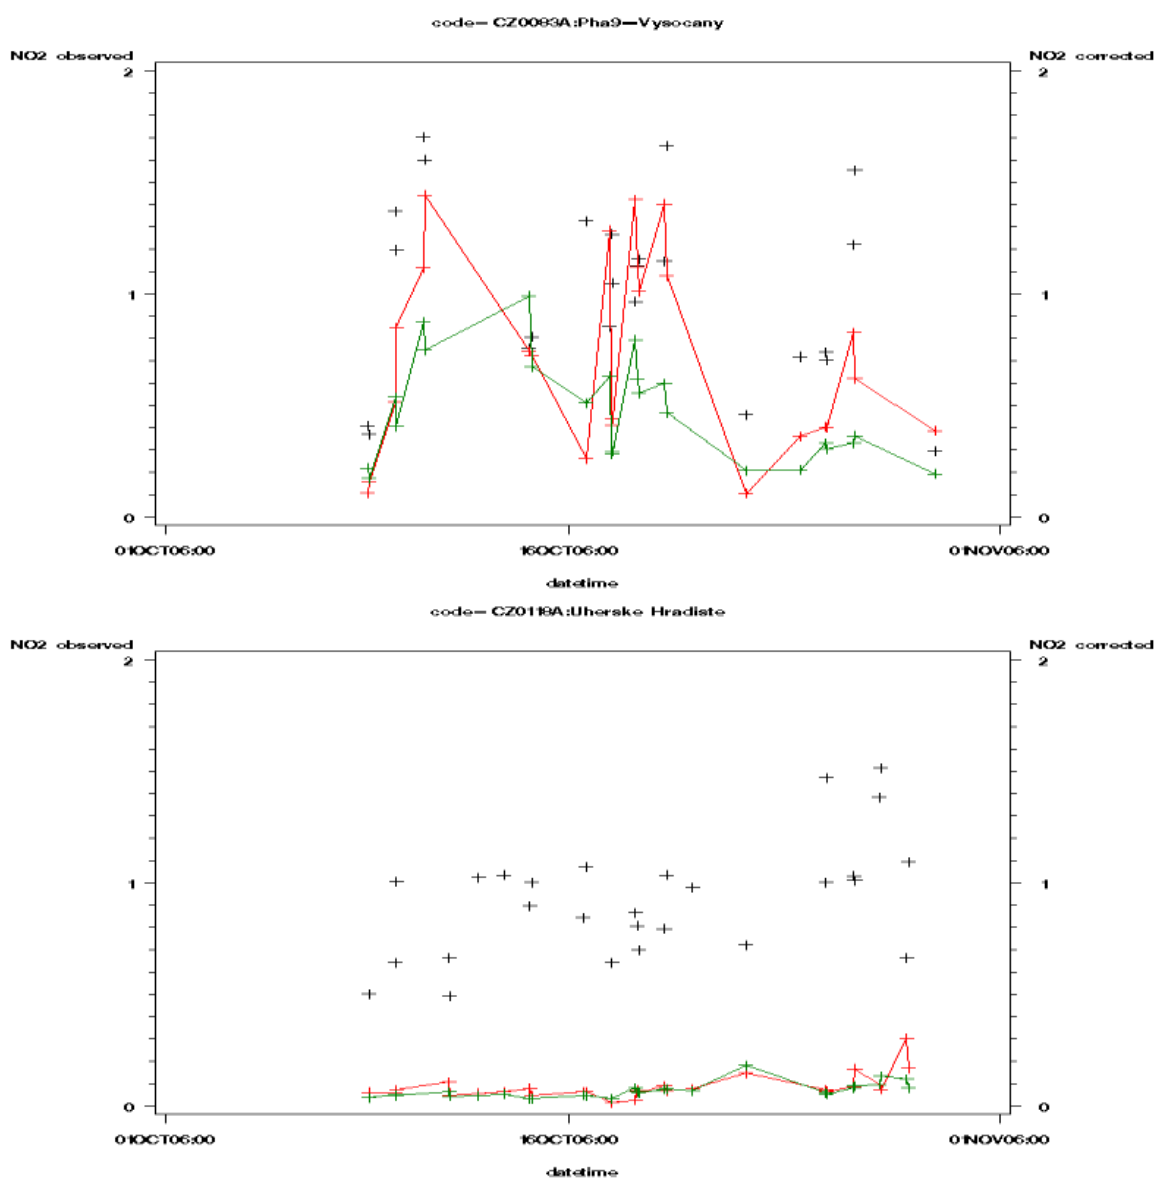 code= CZ0083A:Pha9-Vysocany
NO2 observed NO2 corrected
2 2
1 1
0 0
01OCT06:00 16OCT06:00 01NOV06:00
datetime
code= CZ0118A:Uherske Hradiste
NO2 observed NO2 corrected
2 2
1 1
0 0
01OCT06:00 16OCT06:00 01NOV06:00
datetime